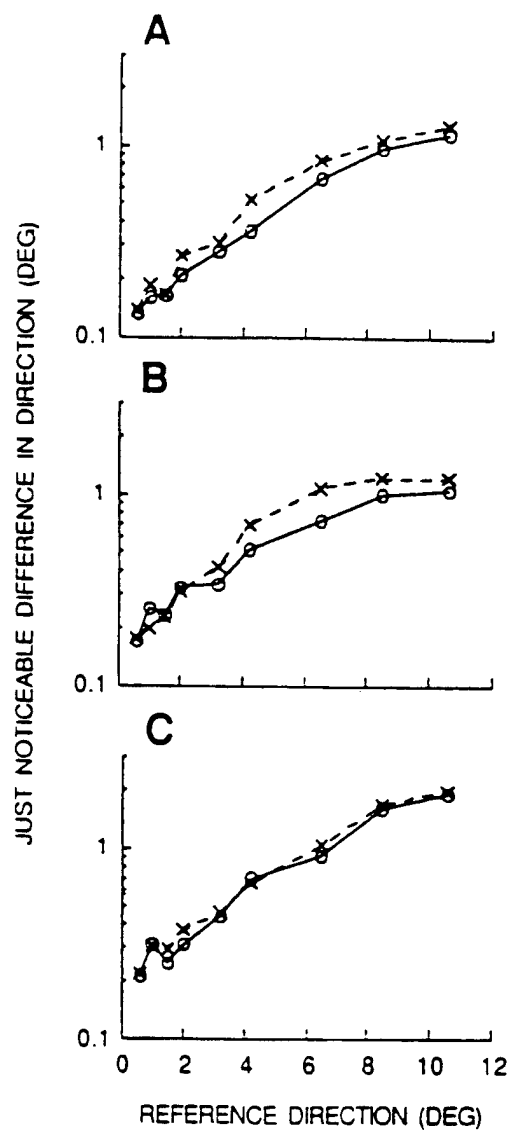 A
1
0.1
B
1
0.1
C
1
0.1
0 2 4 6 8 10 12
REFERENCE DIRECTION (DEG)
JUST NOTICEABLE DIFFERENCE IN DIRECTION (DEG)